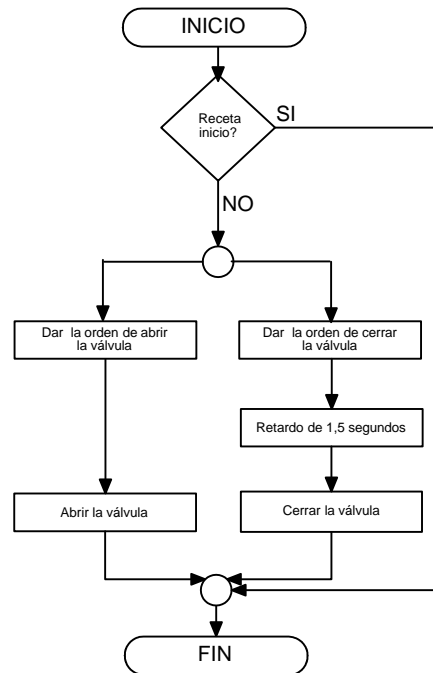 INICIO
Receta
inicio?
SI
NO
Dar la orden de abrir
la válvula
Dar la orden de cerrar
la válvula
Retardo de 1,5 segundos
Abrir la válvula
Cerrar la válvula
FIN